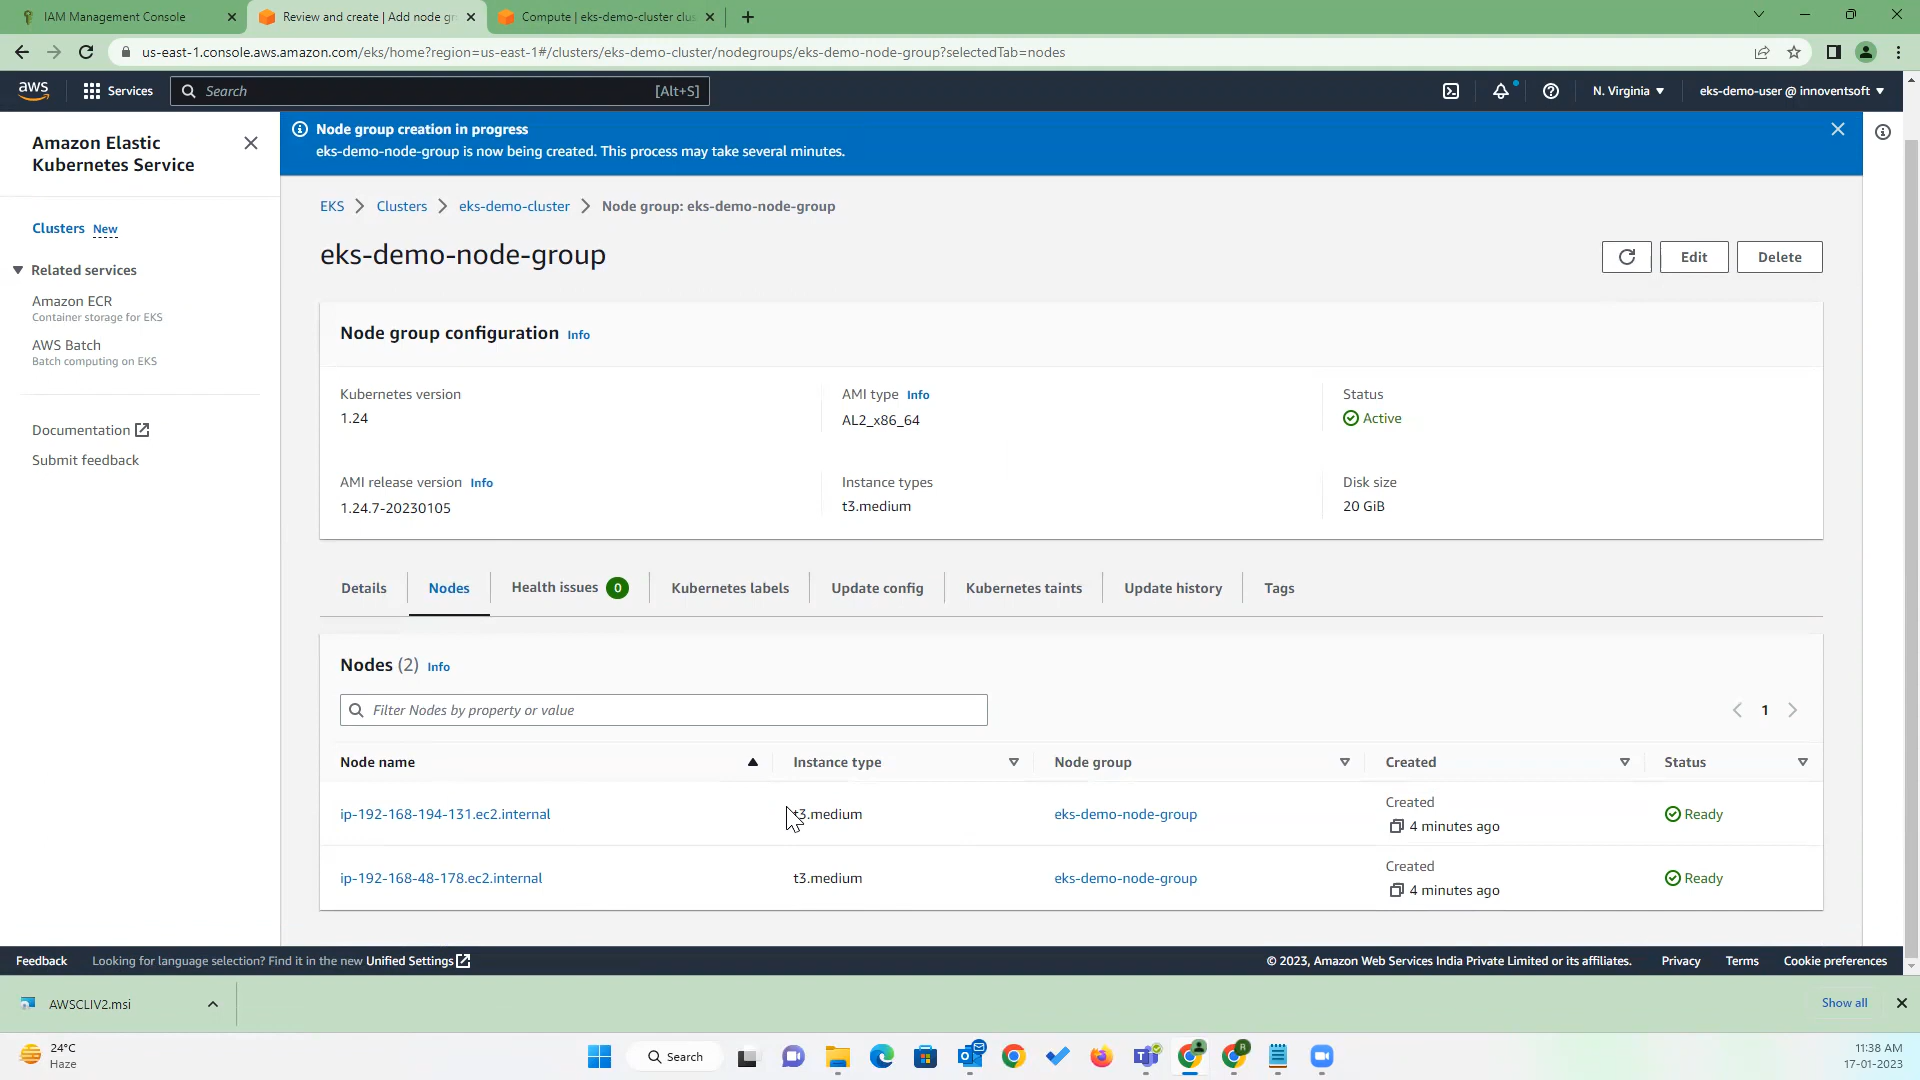 IAM Management Console
Review and create | Add node gr
Compute | eks-demo-cluster clus
us-east-1.console.aws.amazon.com/eks/home?region=us-east-1#/clusters/eks-demo-cluster/nodegroups/eks-demo-node-group?selectedTab=nodes
aws
Services
Search
[Alt+S]
N. Virginia
eks-demo-user @ innoventsoft
Amazon Elastic
Kubernetes Service
Clusters New
Related services
Amazon ECR
Container storage for EKS
AWS Batch
Batch computing on EKS
Documentation
Submit feedback
Node group creation in progress
eks-demo-node-group is now being created. This process may take several minutes.
EKS
Clusters
eks-demo-cluster
Node group: eks-demo-node-group
eks-demo-node-group
Edit
Delete
Node group configuration Info
Kubernetes version
1.24
AMI type Info
AL2_x86_64
Status
Active
AMI release version Info
1.24.7-20230105
Instance types
t3.medium
Disk size
20 GiB
Details
Nodes
Health issues 0
Kubernetes labels
Update config
Kubernetes taints
Update history
Tags
Nodes (2) Info
Filter Nodes by property or value
1
Node name
Instance type
Node group
Created
Status
ip-192-168-194-131.ec2.internal
t3.medium
eks-demo-node-group
Created
4 minutes ago
Ready
ip-192-168-48-178.ec2.internal
t3.medium
eks-demo-node-group
Created
4 minutes ago
Ready
Feedback
Looking for language selection? Find it in the new Unified Settings
© 2023, Amazon Web Services India Private Limited or its affiliates.
Privacy
Terms
Cookie preferences
AWSCLIV2.msi
Show all
24°C
Haze
Search
R
11:38 AM
17-01-2023